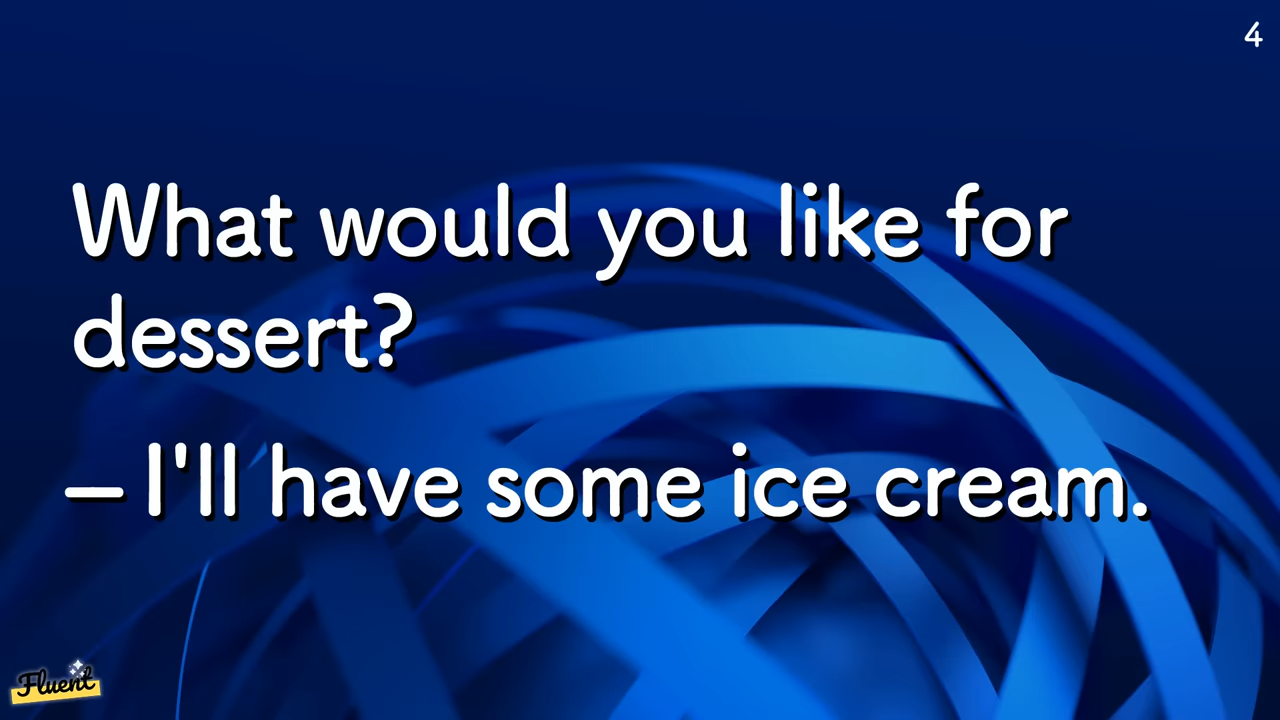 4
What would you like for
dessert?
– I'll have some ice cream.
Fluent